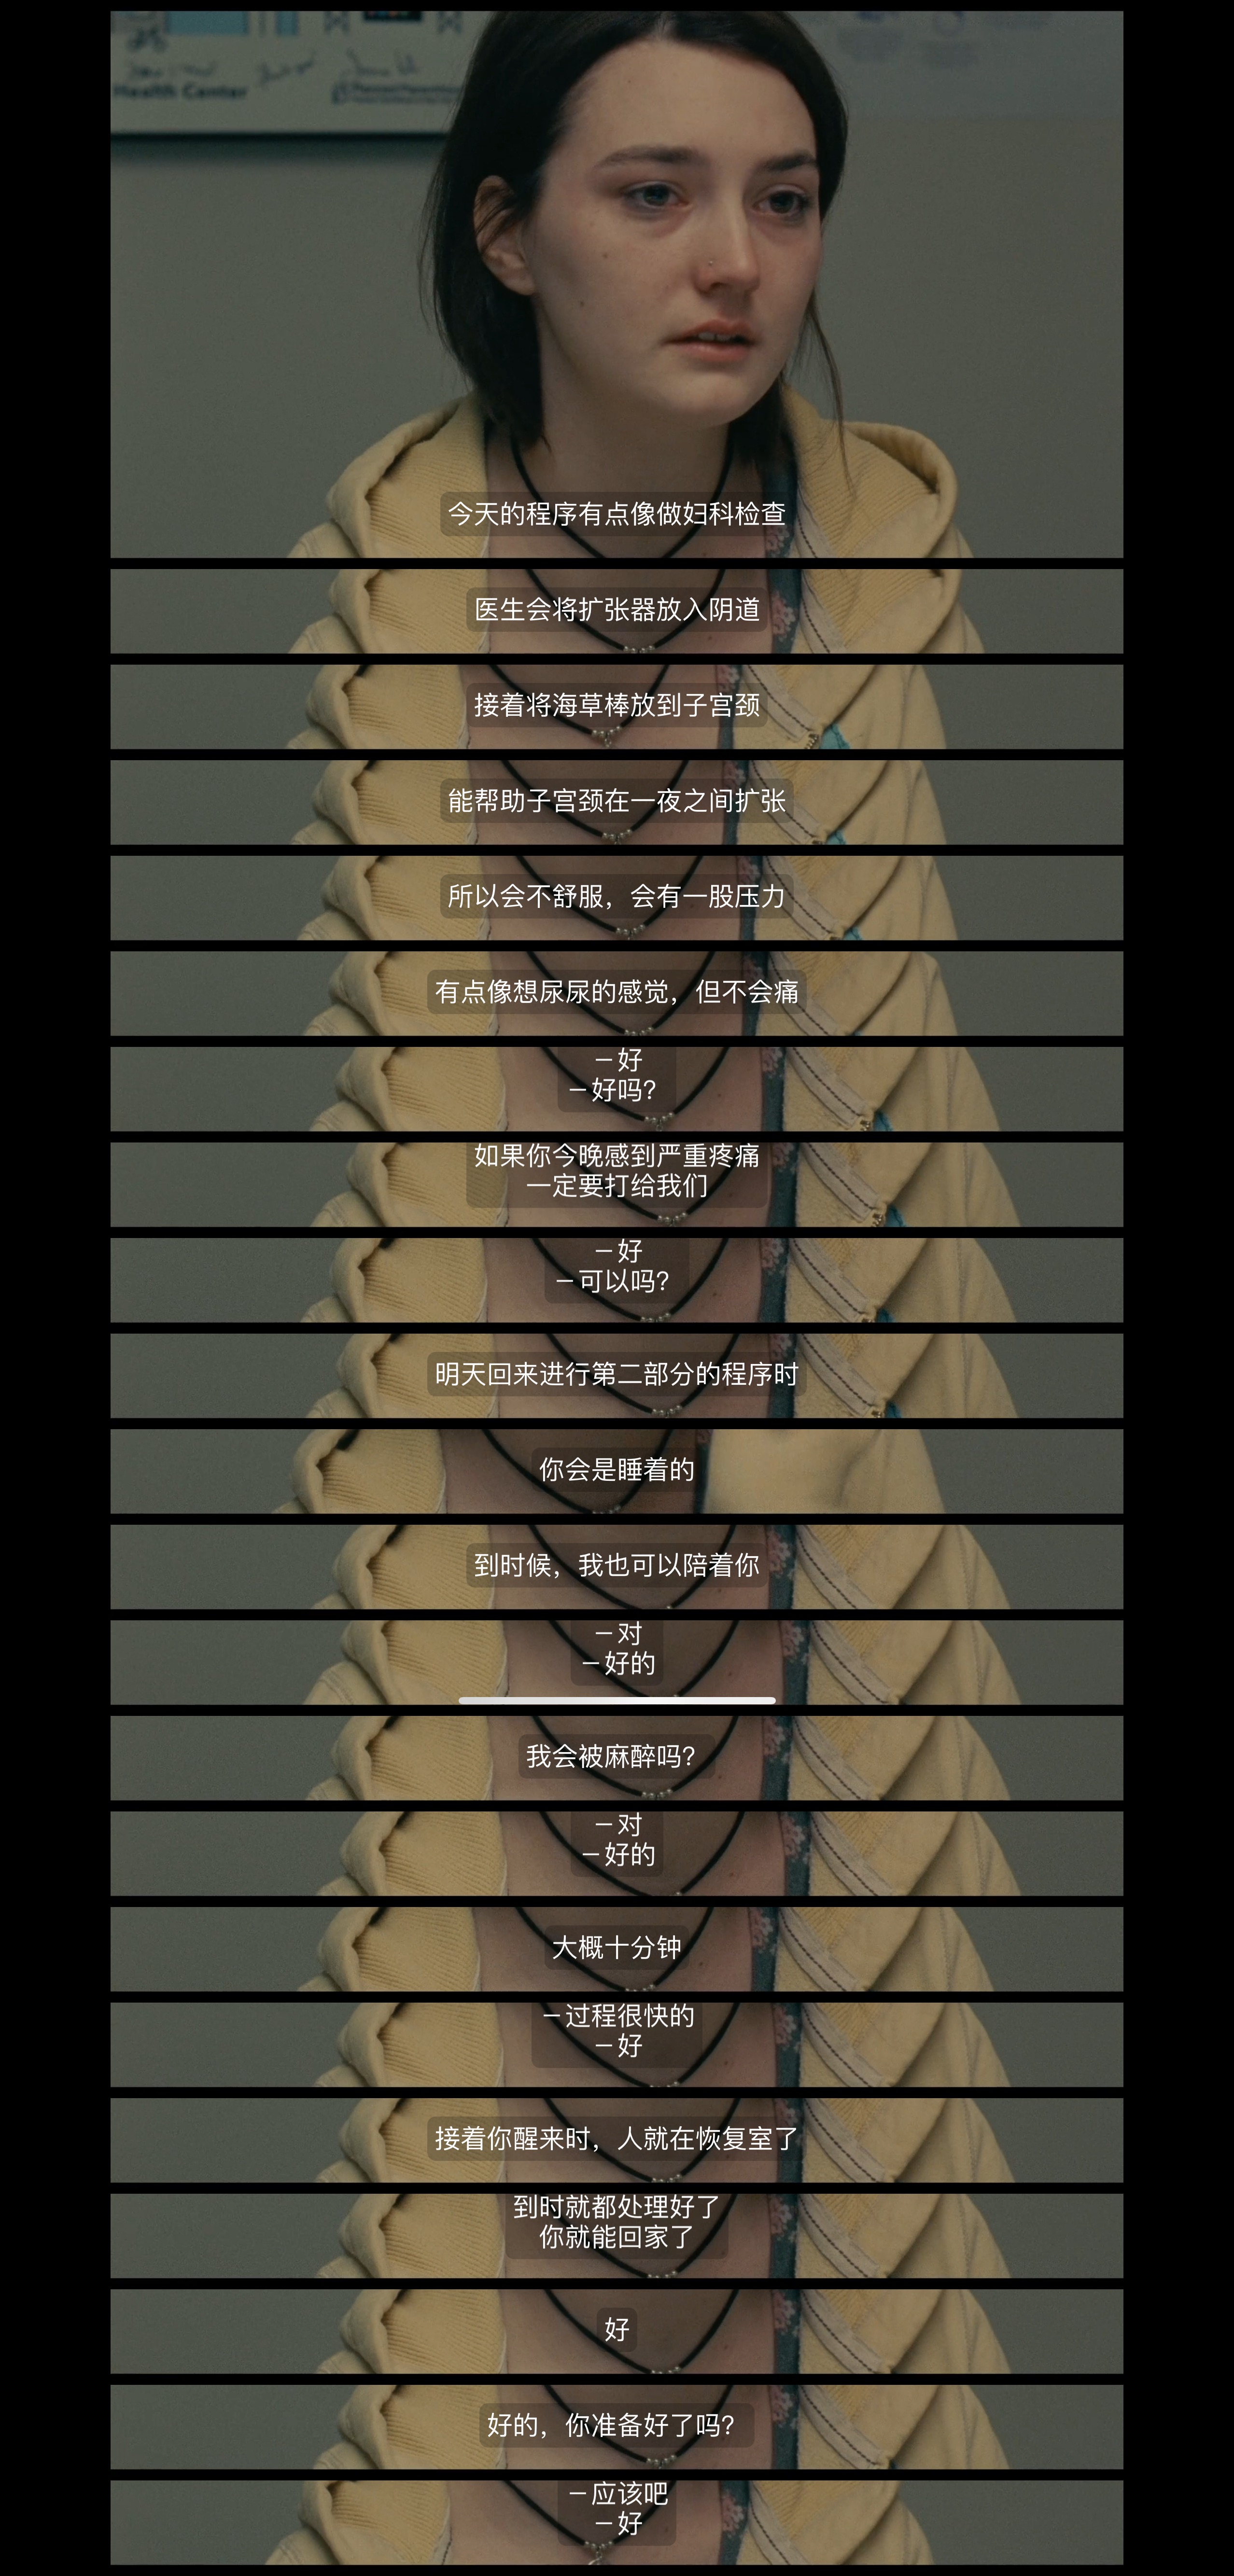 Health Center
今天的程序有点像做妇科检查
医生会将扩张器放入阴道
接着将海草棒放到子宫颈
能帮助子宫颈在一夜之间扩张
所以会不舒服，会有一股压力
有点像想尿尿的感觉，但不会痛
－好
－好吗？
如果你今晚感到严重疼痛
一定要打给我们
－好
－可以吗？
明天回来进行第二部分的程序时
你会是睡着的
到时候，我也可以陪着你
－对
－好的
我会被麻醉吗？
－对
－好的
大概十分钟
－过程很快的
－好
接着你醒来时，人就在恢复室了
到时就都处理好了
你就能回家了
好
好的，你准备好了吗？
－应该吧
－好